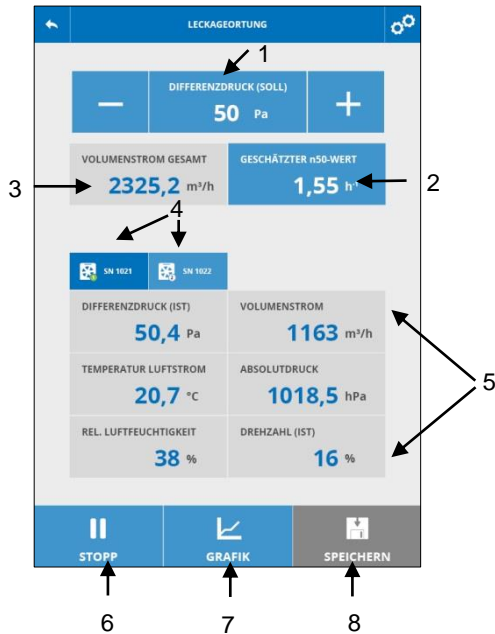 LECKAGEORTUNG
1
DIFFERENZDRUCK (SOLL)
50 Pa
VOLUMENSTROM GESAMT
2325,2 m³/h
GESCHÄTZTER n50-WERT
1,55 h⁻¹
3
2
4
SN 1021
SN 1022
DIFFERENZDRUCK (IST)
50,4 Pa
VOLUMENSTROM
1163 m³/h
TEMPERATUR LUFTSTROM
20,7 °C
ABSOLUTDRUCK
1018,5 hPa
5
REL. LUFTFEUCHTIGKEIT
38 %
DREHZAHL (IST)
16 %
STOPP
GRAFIK
SPEICHERN
6
7
8